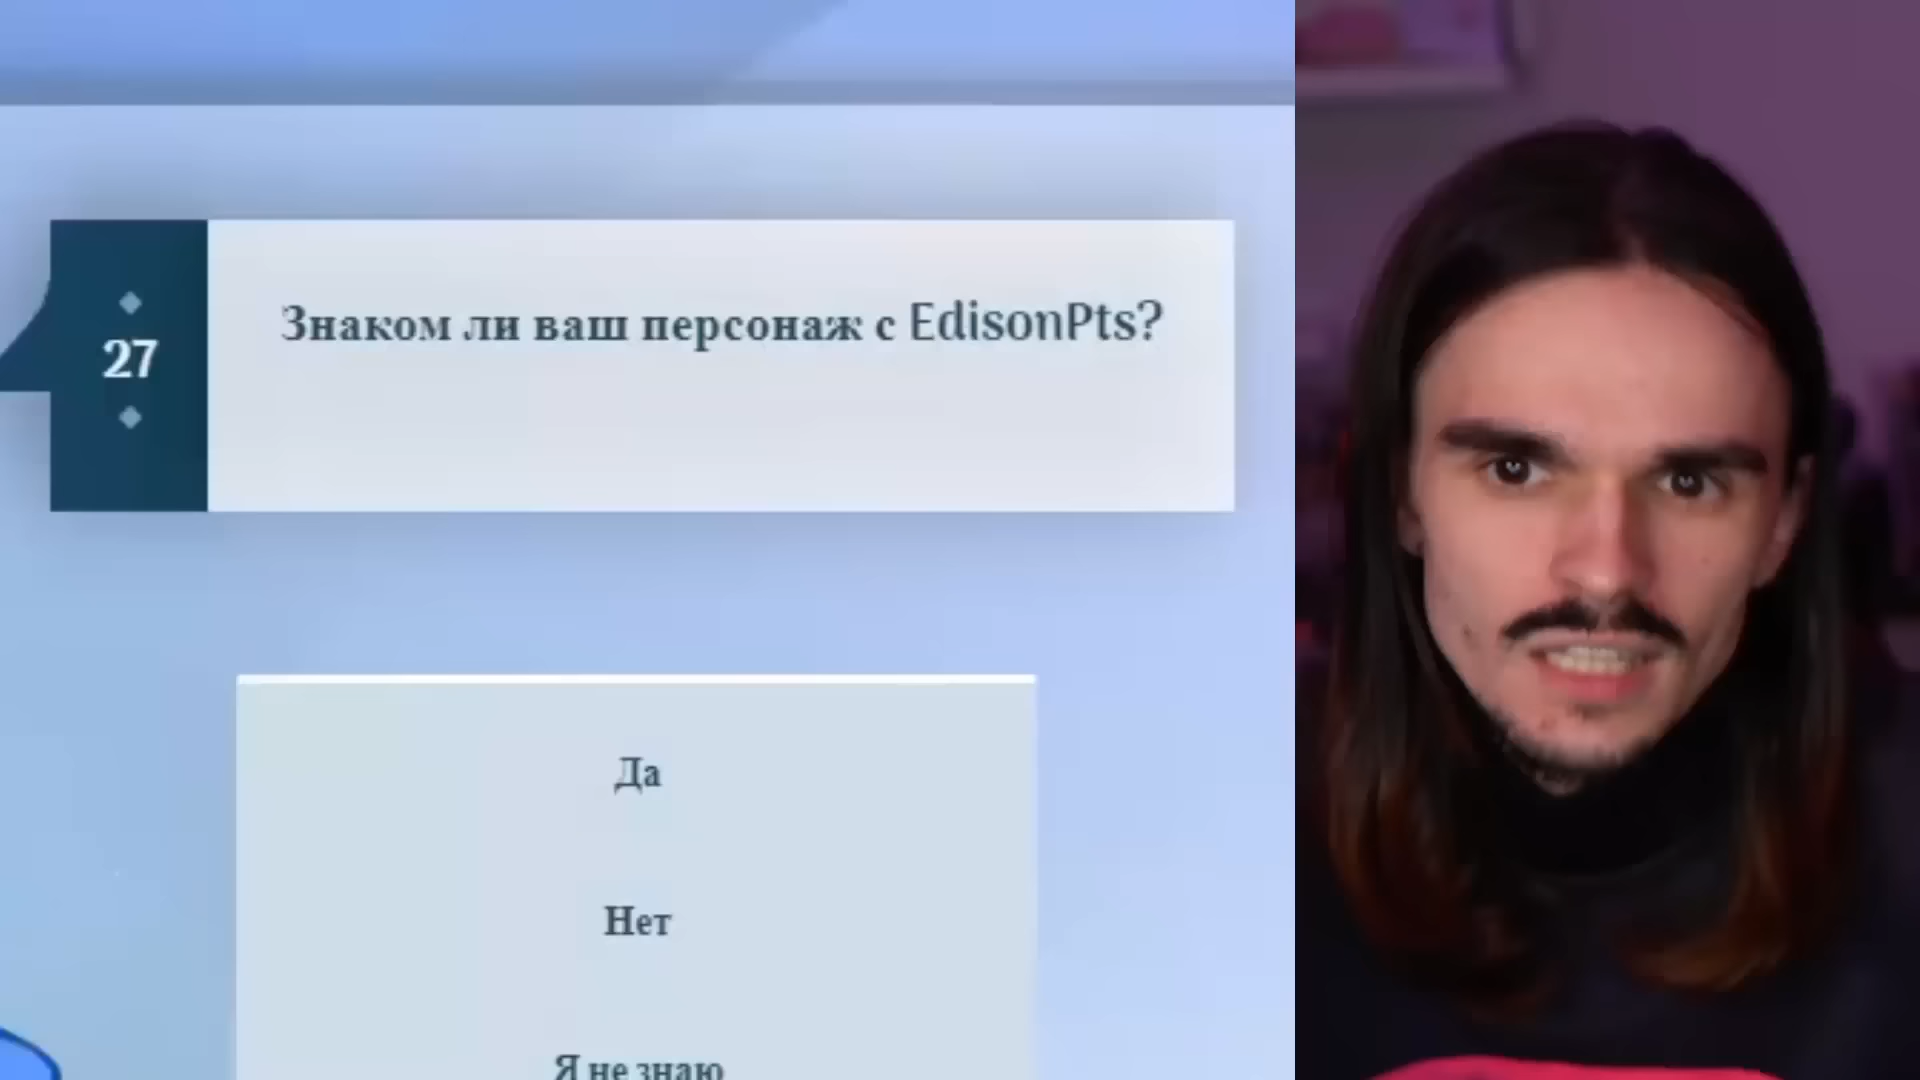 27
Знаком ли ваш персонаж с EdisonPts?
Да
Нет
Я не знаю